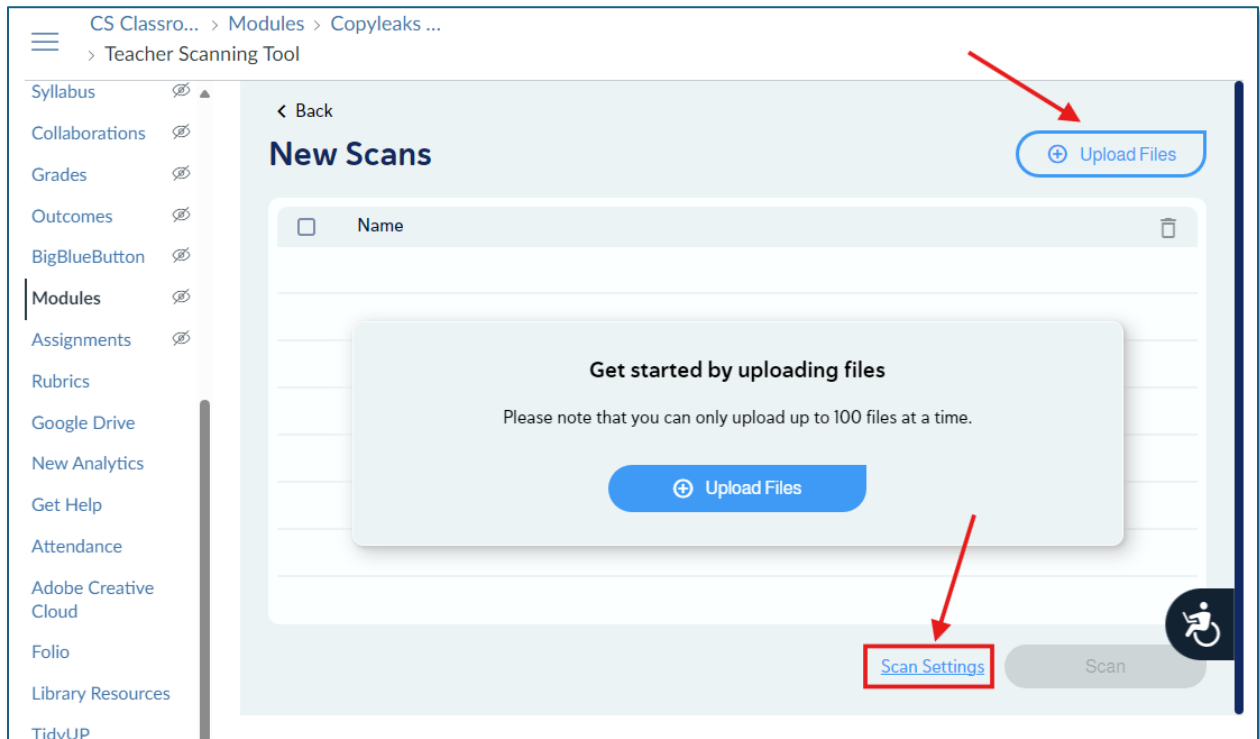 CS Classro... > Modules > Copyleaks ...
> Teacher Scanning Tool
Syllabus
Collaborations
Grades
Outcomes
BigBlueButton
Modules
Assignments
Rubrics
Google Drive
New Analytics
Get Help
Attendance
Adobe Creative
Cloud
Folio
Library Resources
TidyUP
< Back
New Scans
Upload Files
Name
Get started by uploading files
Please note that you can only upload up to 100 files at a time.
Upload Files
Scan Settings
Scan